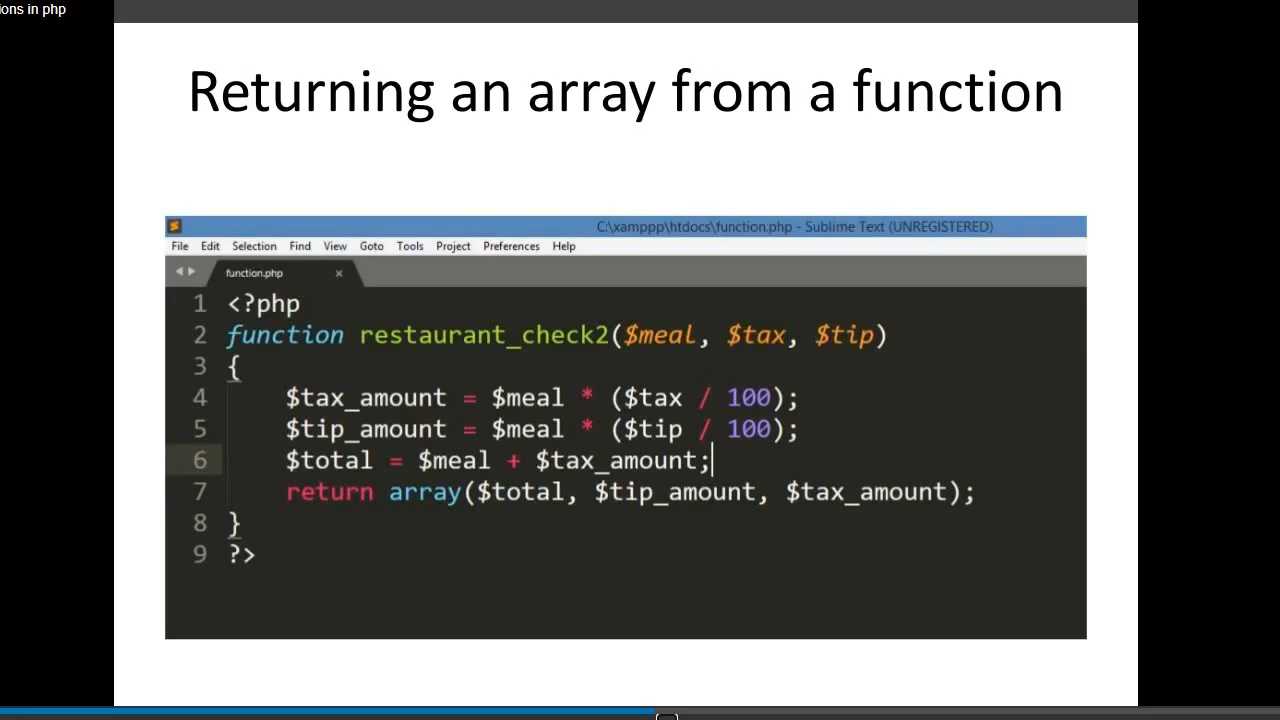 ons in php
Returning an array from a function
C:\xamppp\htdocs\function.php - Sublime Text (UNREGISTERED)
File Edit Selection Find View Goto Tools Project Preferences Help
function.php ×
1 <?php
2 function restaurant_check2($meal, $tax, $tip)
3 {
4 $tax_amount = $meal * ($tax / 100);
5 $tip_amount = $meal * ($tip / 100);
6 $total = $meal + $tax_amount;
7 return array($total, $tip_amount, $tax_amount);
8 }
9 ?>